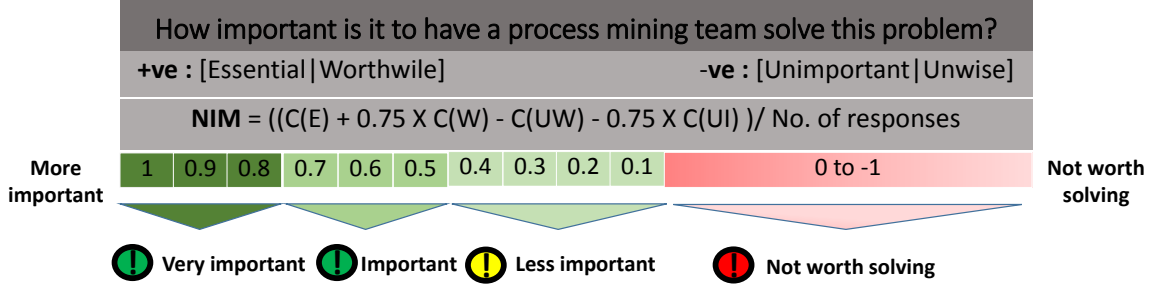 How important is it to have a process mining team solve this problem?
+ve : [Essential|Worthwile] -ve : [Unimportant|Unwise]
NIM = ((C(E) + 0.75 X C(W) - C(UW) - 0.75 X C(UI) )/ No. of responses
More important 1 0.9 0.8 0.7 0.6 0.5 0.4 0.3 0.2 0.1 0 to -1 Not worth solving
! Very important ! Important ! Less important ! Not worth solving